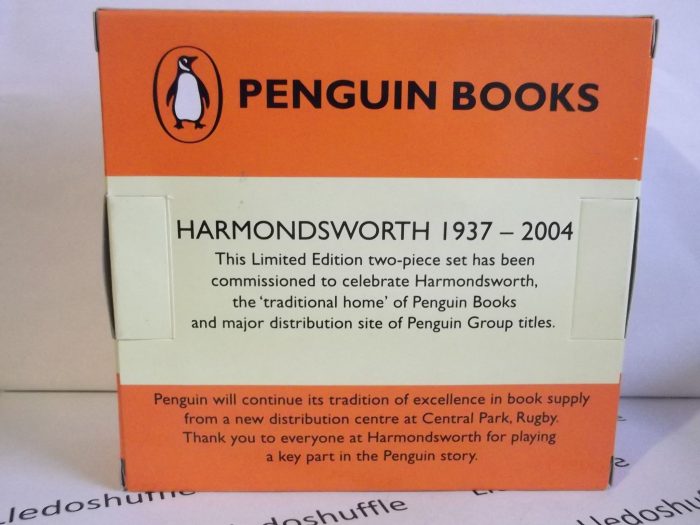 PENGUIN BOOKS
HARMONDSWORTH 1937 – 2004
This Limited Edition two-piece set has been
commissioned to celebrate Harmondsworth,
the ‘traditional home’ of Penguin Books
and major distribution site of Penguin Group titles.
Penguin will continue its tradition of excellence in book supply
from a new distribution centre at Central Park, Rugby.
Thank you to everyone at Harmondsworth for playing
a key part in the Penguin story.
Lledoshuffle